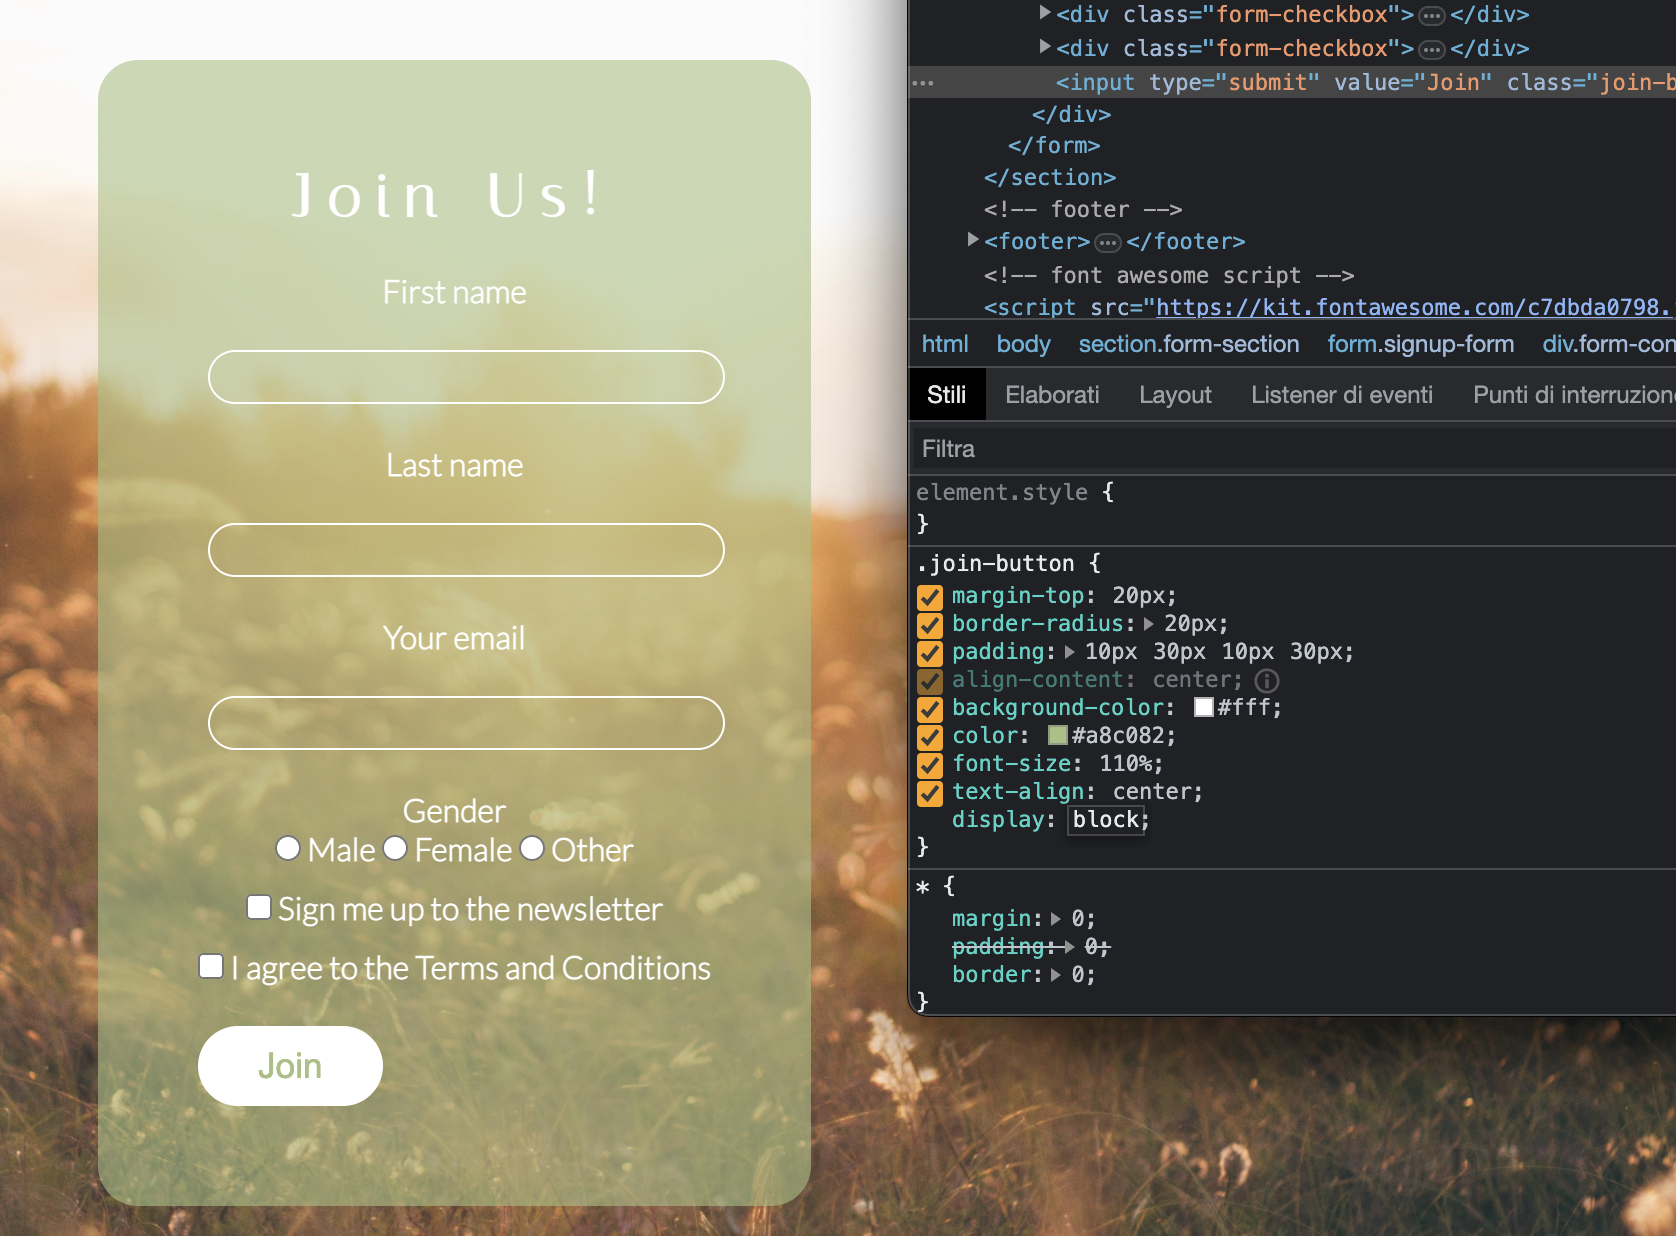 Join Us!
First name
Last name
Your email
Gender
Male Female Other
Sign me up to the newsletter
I agree to the Terms and Conditions
Join
<div class="form-checkbox">…</div>
<div class="form-checkbox">…</div>
… <input type="submit" value="Join" class="join-b
</div>
</form>
</section>
<!-- footer -->
<footer>…</footer>
<!-- font awesome script -->
<script src="https://kit.fontawesome.com/c7dbda0798.
html body section.form-section form.signup-form div.form-con
Stili Elaborati Layout Listener di eventi Punti di interruzione
Filtra
element.style {
}
.join-button {
margin-top: 20px;
border-radius: 20px;
padding: 10px 30px 10px 30px;
align-content: center;
background-color: #fff;
color: #a8c082;
font-size: 110%;
text-align: center;
display: block;
}
* {
margin: 0;
padding: 0;
border: 0;
}